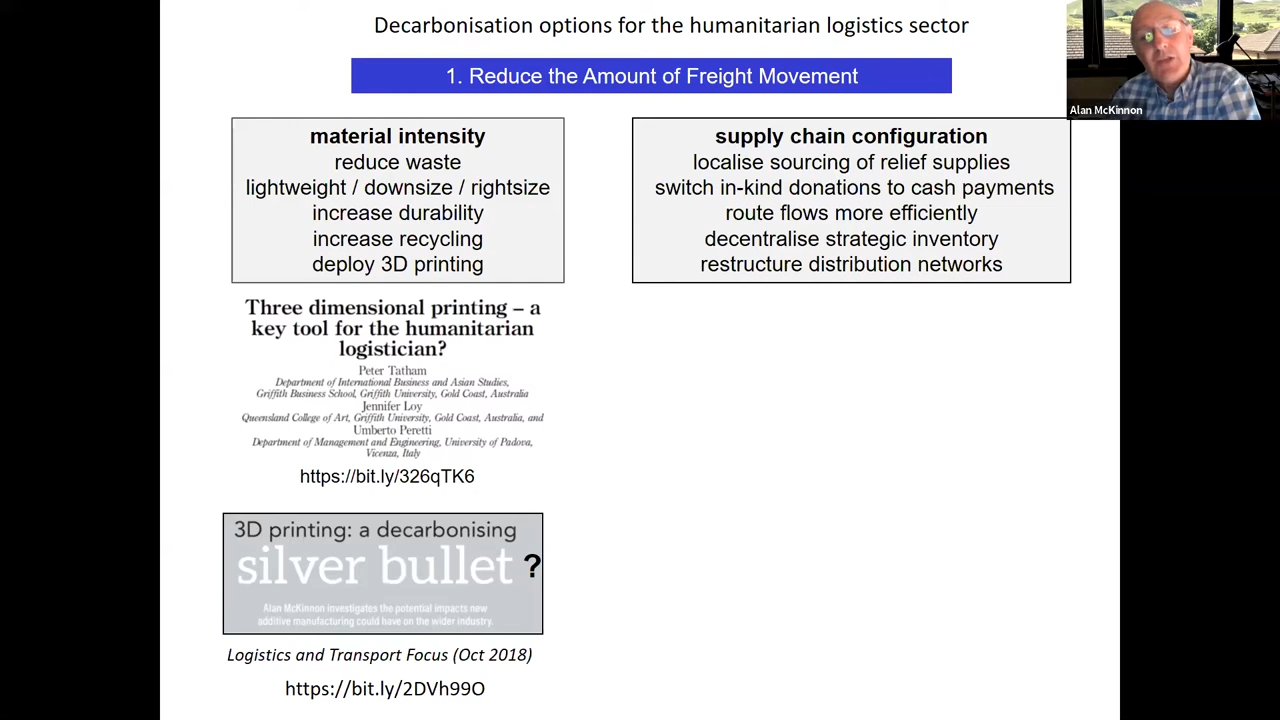 Decarbonisation options for the humanitarian logistics sector
1. Reduce the Amount of Freight Movement
Alan McKinnon
material intensity
reduce waste
lightweight / downsize / rightsize
increase durability
increase recycling
deploy 3D printing
supply chain configuration
localise sourcing of relief supplies
switch in-kind donations to cash payments
route flows more efficiently
decentralise strategic inventory
restructure distribution networks
Three dimensional printing – a
key tool for the humanitarian
logistician?
Peter Tatham
Department of International Business and Asian Studies,
Griffith Business School, Griffith University, Gold Coast, Australia
Jennifer Loy
Queensland College of Art, Griffith University, Gold Coast, Australia, and
Umberto Peretti
Department of Management and Engineering, University of Padova,
Vicenza, Italy
https://bit.ly/326qTK6
3D printing: a decarbonising
silver bullet ?
Alan McKinnon investigates the potential impacts new
additive manufacturing could have on the wider industry.
Logistics and Transport Focus (Oct 2018)
https://bit.ly/2DVh99O